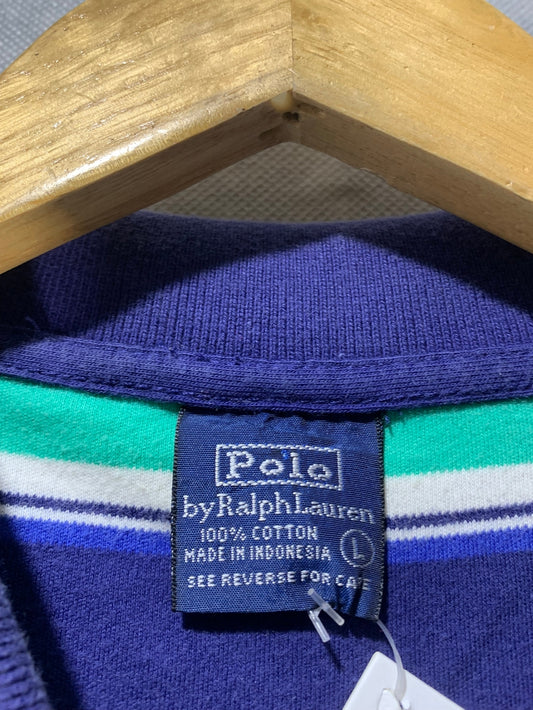 Polo
by Ralph Lauren
100% COTTON
MADE IN INDONESIA
L
SEE REVERSE FOR CARE